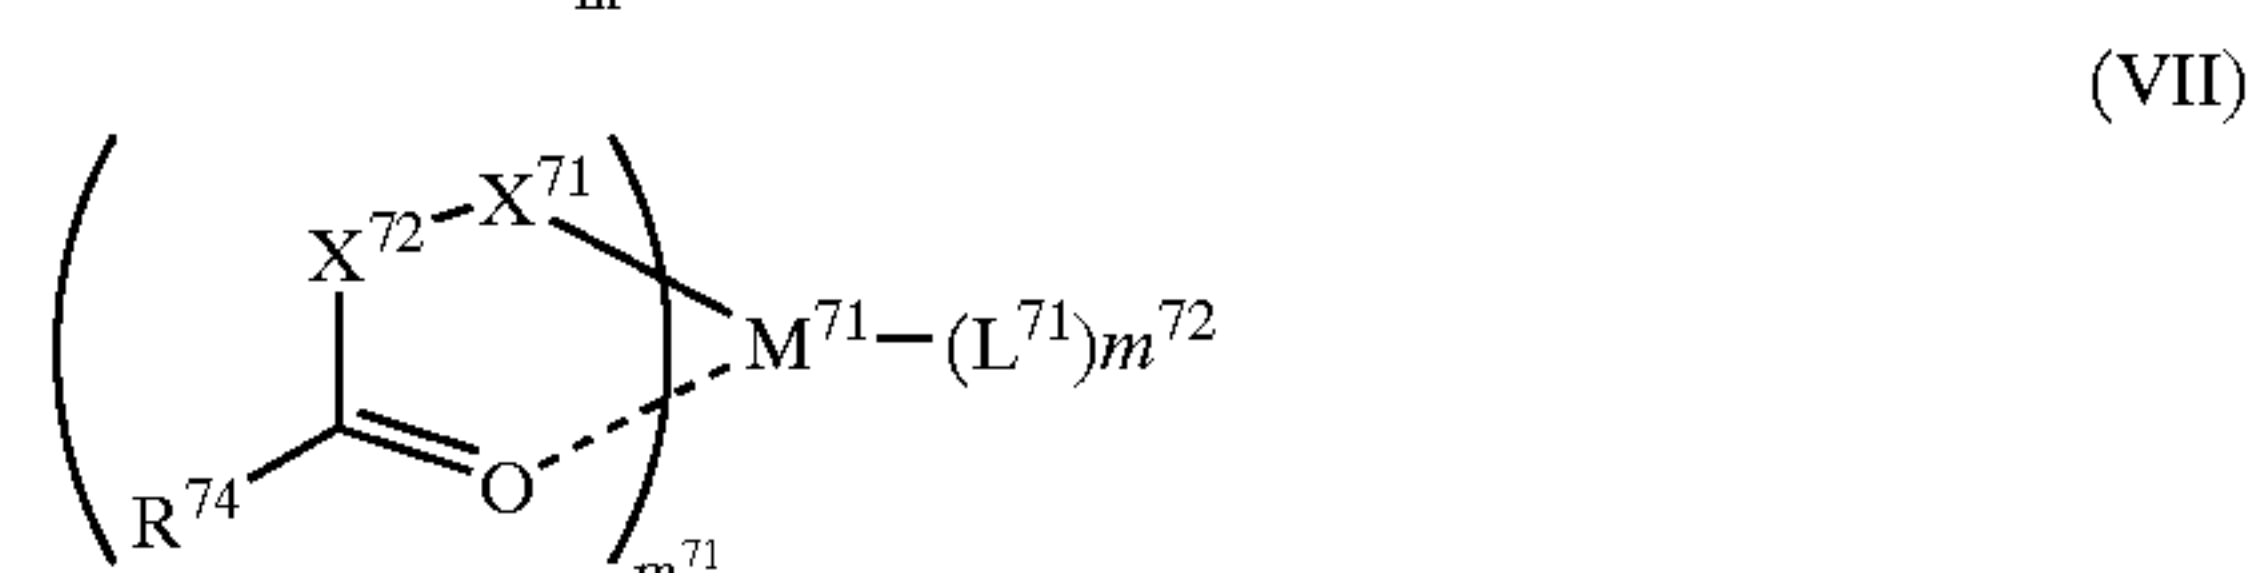 (VII)
X⁷¹
X⁷²
M⁷¹—(L⁷¹)m⁷²
O
R⁷⁴
m⁷¹